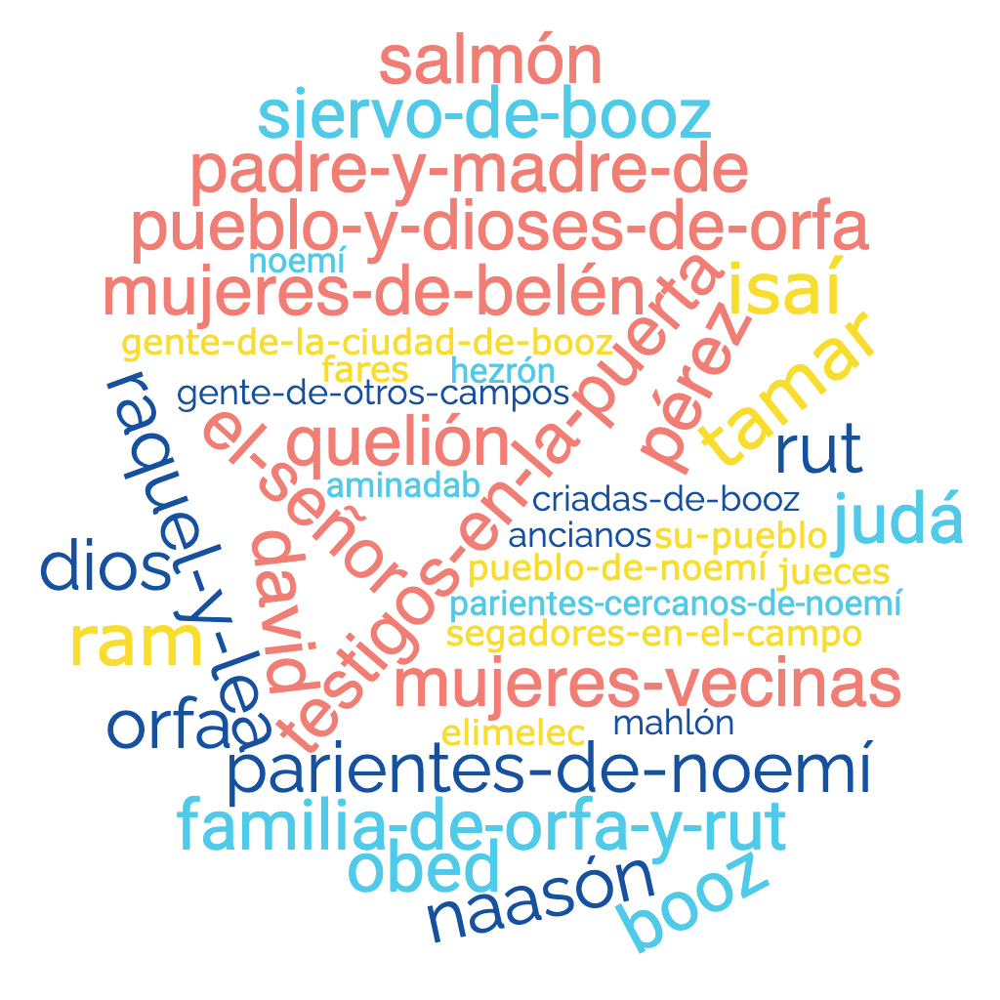 salmón
siervo-de-booz
padre-y-madre-de
pueblo-y-dioses-de-orfa
noemí
mujeres-de-belén
isaí
gente-de-la-ciudad-de-booz
fares
hezrón
gente-de-otros-campos
testigos-en-la-puerta
pérez
tamar
raquel-y-lea
el-señor
quelión
rut
aminadab
criadas-de-booz
judá
ancianos
su-pueblo
david
dios
pueblo-de-noemí
jueces
parientes-cercanos-de-noemí
ram
segadores-en-el-campo
mujeres-vecinas
orfa
elimelec
mahlón
parientes-de-noemí
familia-de-orfa-y-rut
obed
naasón
booz